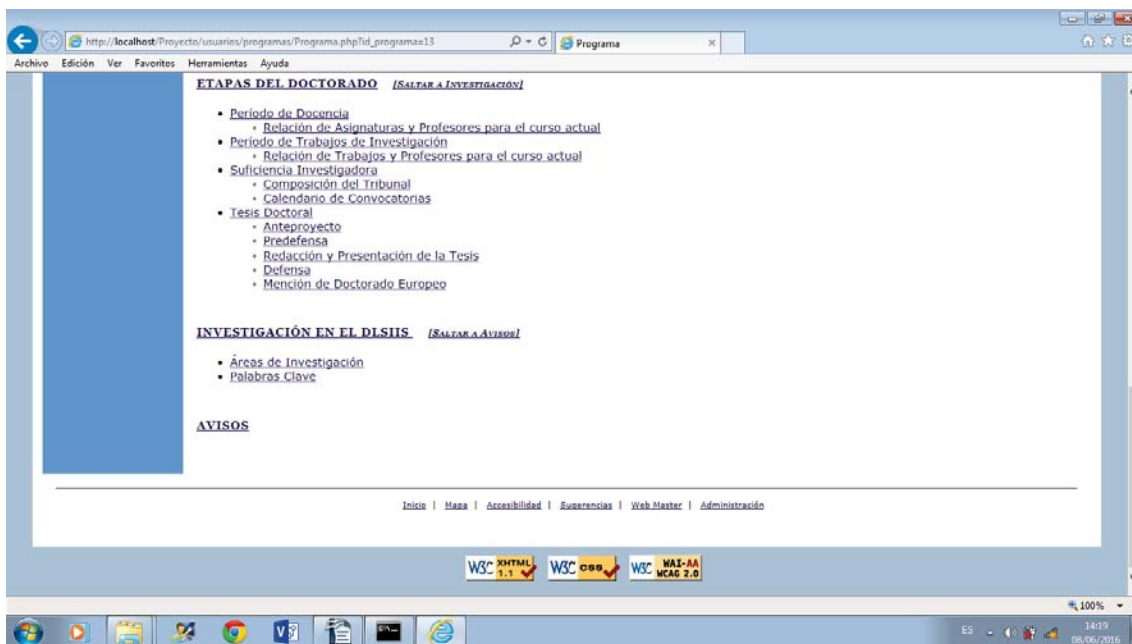 http://localhost/Proyecto/usuarios/programas/Programa.php?id_programa=13
Programa
Archivo Edición Ver Favoritos Herramientas Ayuda
ETAPAS DEL DOCTORADO [SALTAR A INVESTIGACIÓN]
Período de Docencia
Relación de Asignaturas y Profesores para el curso actual
Período de Trabajos de Investigación
Relación de Trabajos y Profesores para el curso actual
Suficiencia Investigadora
Composición del Tribunal
Calendario de Convocatorias
Tesis Doctoral
Anteproyecto
Predefensa
Redacción y Presentación de la Tesis
Defensa
Mención de Doctorado Europeo
INVESTIGACIÓN EN EL DLSIIS [SALTAR A AVISOS]
Áreas de Investigación
Palabras Clave
AVISOS
Inicio | Mapa | Accesibilidad | Sugerencias | Web Master | Administración
W3C XHTML 1.1
W3C css
W3C WAI-AA WCAG 2.0
100%
ES
14:19
08/06/2016